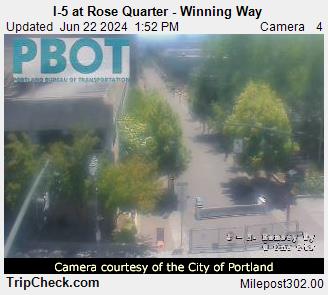 I-5 at Rose Quarter - Winning Way
Updated Jun 22 2024 1:52 PM Camera 4
PBOT
PORTLAND BUREAU OF TRANSPORTATION
Camera courtesy of the City of Portland
TripCheck.com Milepost302.00